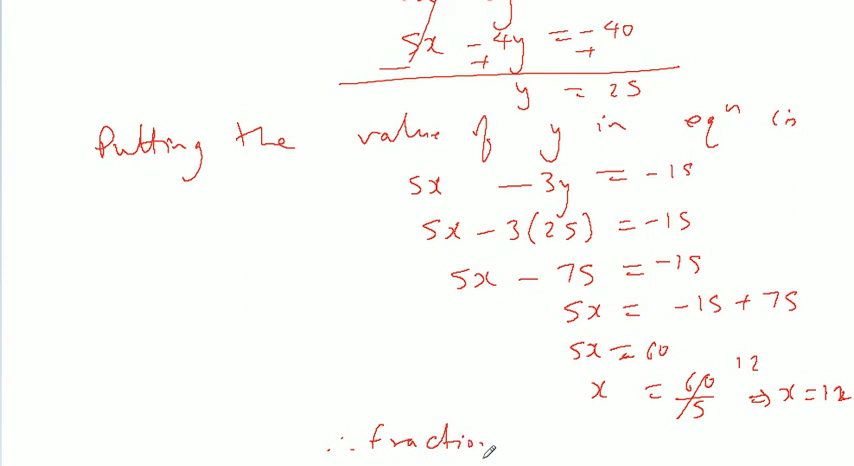 5x - 4y = - 40
- + +
y = 25
Putting the value of y in eqⁿ (i)
5x - 3y = -15
5x - 3(25) = -15
5x - 75 = -15
5x = -15 + 75
5x = 60
x = 60/5 12 ⇒ x = 12
∴ fraction